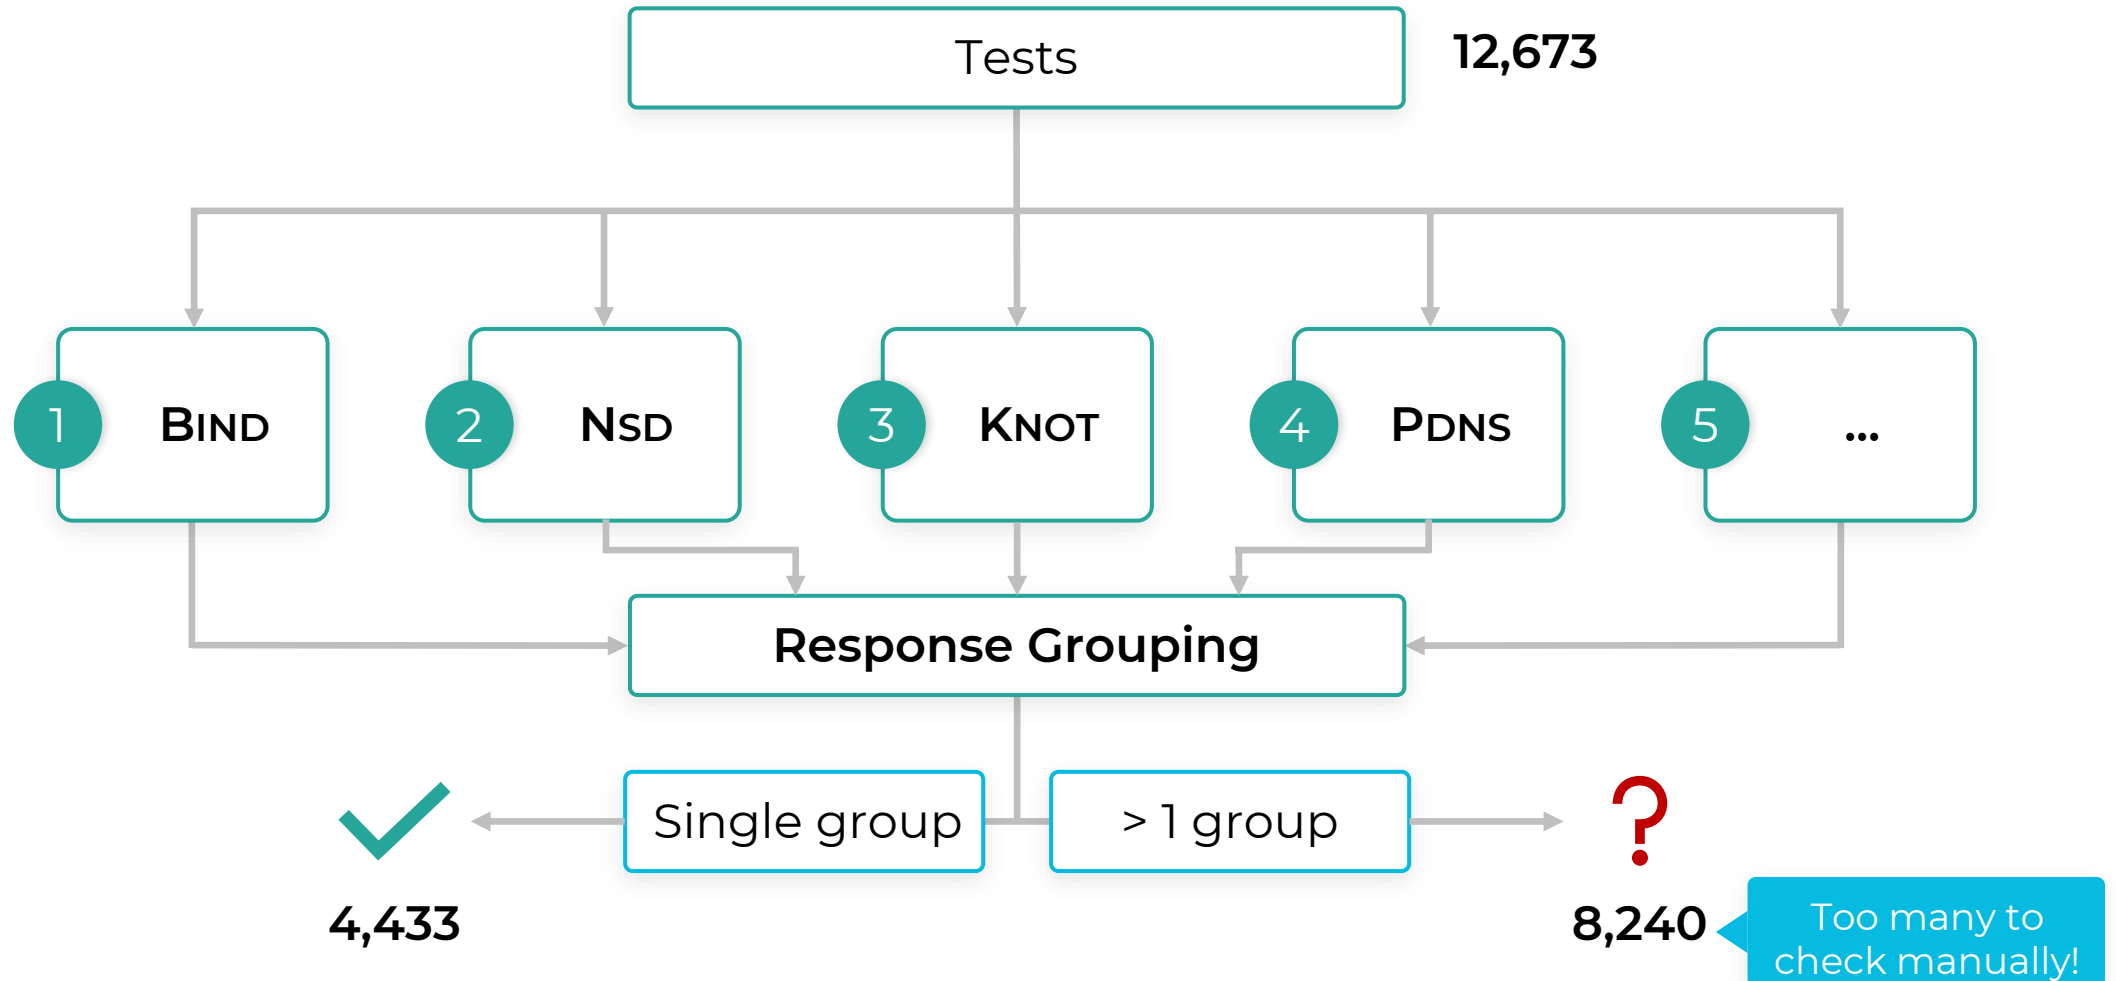 Tests
12,673
1
BIND
2
NSD
3
KNOT
4
PDNS
5
...
Response Grouping
Single group
> 1 group
?
4,433
8,240
Too many to
check manually!